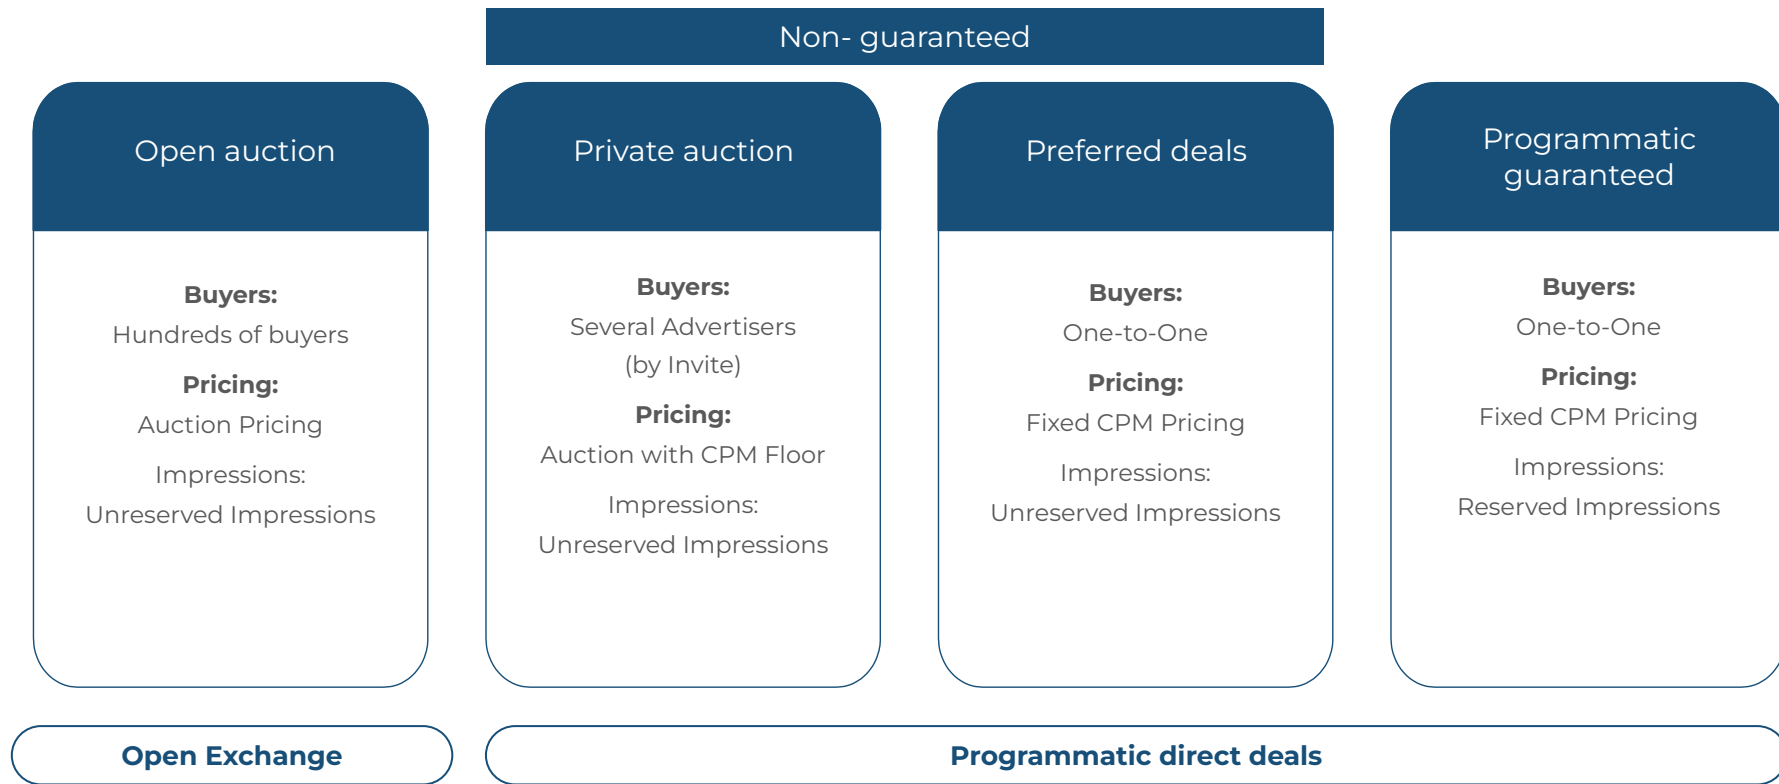 Non- guaranteed
Open auction
Buyers:
Hundreds of buyers
Pricing:
Auction Pricing
Impressions:
Unreserved Impressions
Private auction
Buyers:
Several Advertisers
(by Invite)
Pricing:
Auction with CPM Floor
Impressions:
Unreserved Impressions
Preferred deals
Buyers:
One-to-One
Pricing:
Fixed CPM Pricing
Impressions:
Unreserved Impressions
Programmatic
guaranteed
Buyers:
One-to-One
Pricing:
Fixed CPM Pricing
Impressions:
Reserved Impressions
Open Exchange
Programmatic direct deals